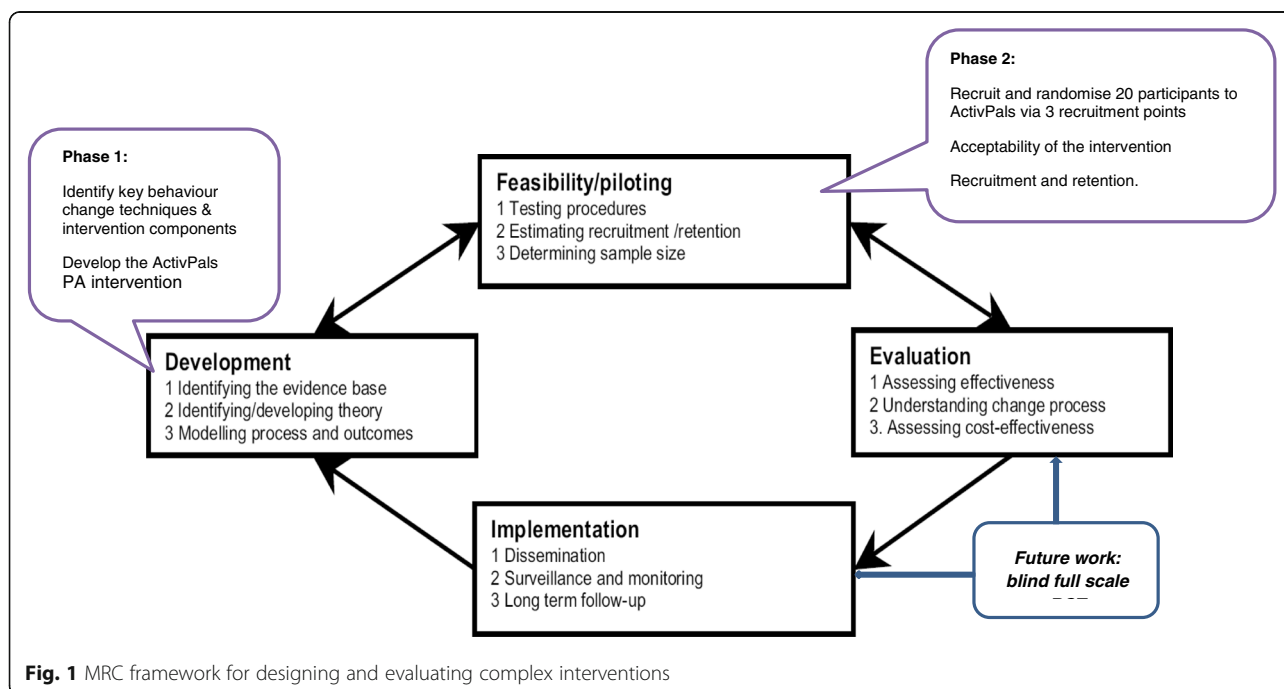 Phase 1:
Identify key behaviour
change techniques &
intervention components
Develop the ActivPals
PA intervention
Phase 2:
Recruit and randomise 20 participants to
ActivPals via 3 recruitment points
Acceptability of the intervention
Recruitment and retention.
Feasibility/piloting
1 Testing procedures
2 Estimating recruitment /retention
3 Determining sample size
Development
1 Identifying the evidence base
2 Identifying/developing theory
3 Modelling process and outcomes
Evaluation
1 Assessing effectiveness
2 Understanding change process
3. Assessing cost-effectiveness
Implementation
1 Dissemination
2 Surveillance and monitoring
3 Long term follow-up
Future work:
blind full scale
Fig. 1 MRC framework for designing and evaluating complex interventions